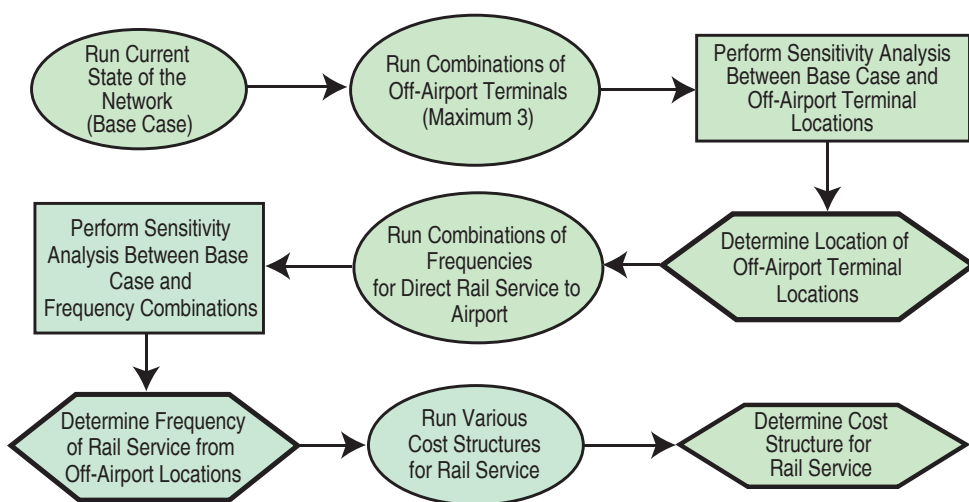 Run Current
State of the
Network
(Base Case)
Run Combinations of
Off-Airport Terminals
(Maximum 3)
Perform Sensitivity Analysis
Between Base Case and
Off-Airport Terminal
Locations
Determine Location of
Off-Airport Terminal
Locations
Run Combinations of
Frequencies
for Direct Rail Service to
Airport
Perform Sensitivity
Analysis Between Base
Case and
Frequency Combinations
Determine Frequency
of Rail Service from
Off-Airport Locations
Run Various
Cost Structures
for Rail Service
Determine Cost
Structure for
Rail Service